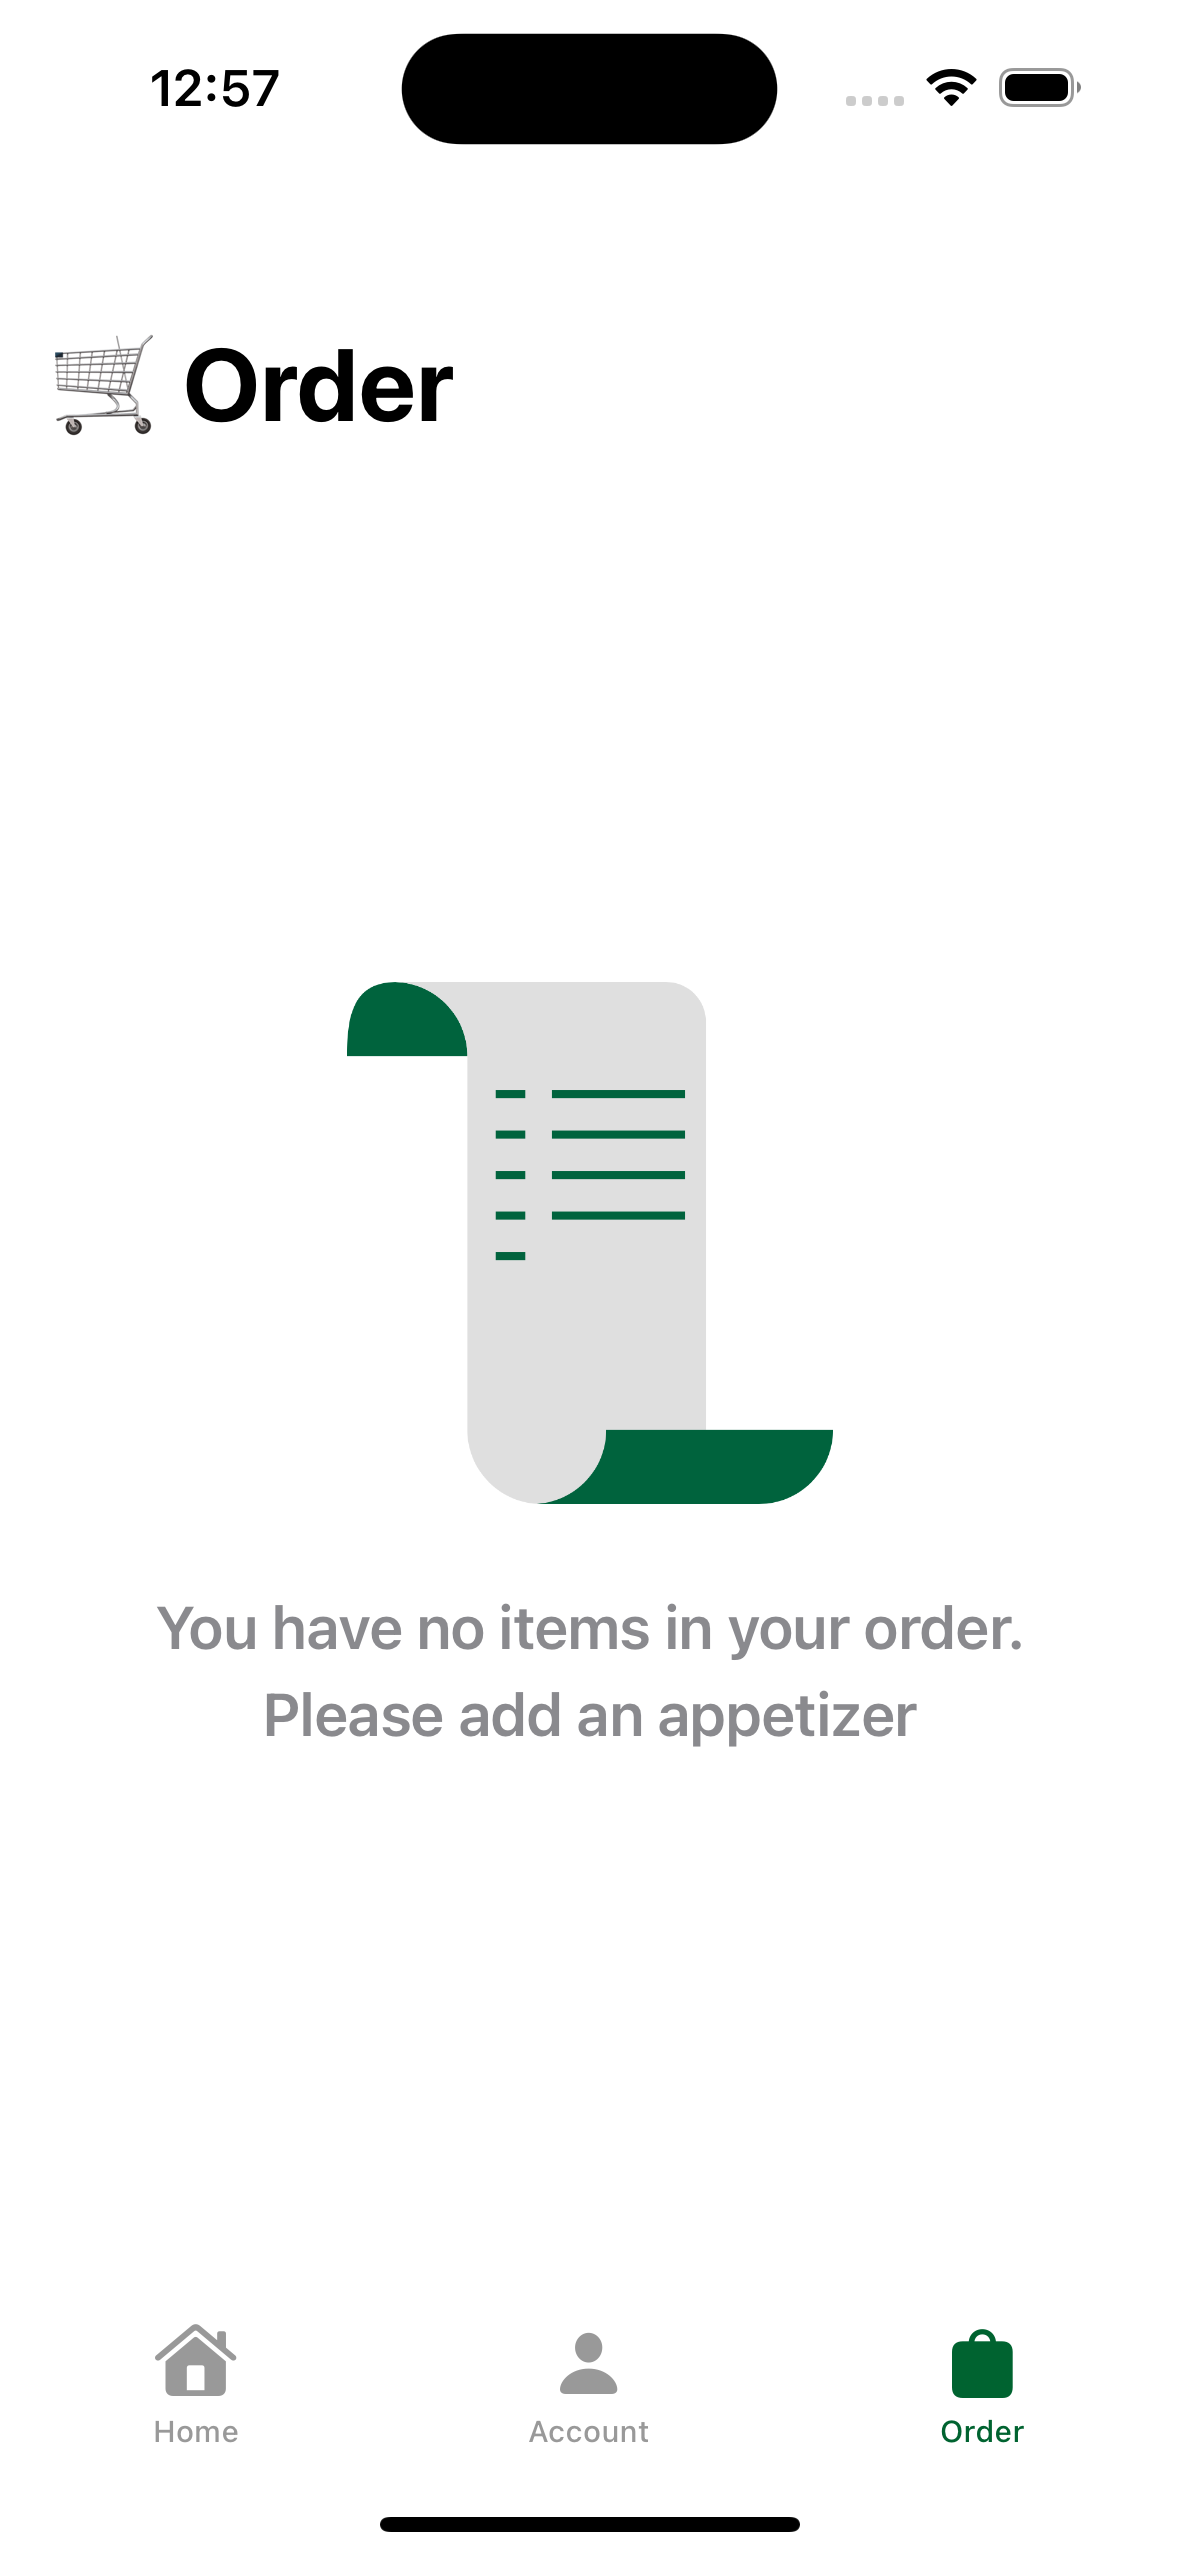 12:57
🛒 Order
You have no items in your order.
Please add an appetizer
Home
Account
Order